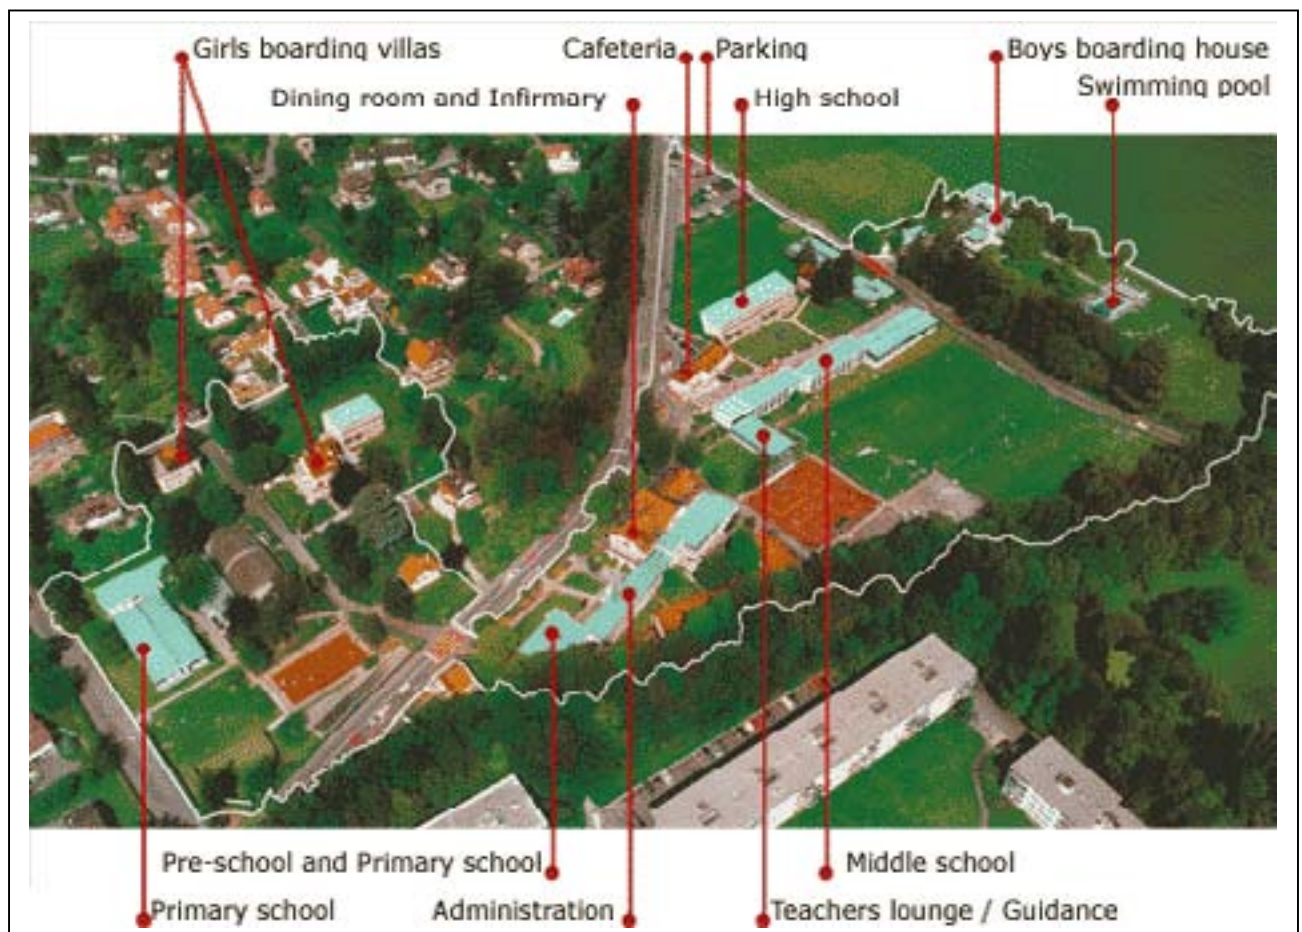 Girls boarding villas
Cafeteria
Parking
Boys boarding house
Dining room and Infirmary
High school
Swimming pool
Pre-school and Primary school
Middle school
Primary school
Administration
Teachers lounge / Guidance